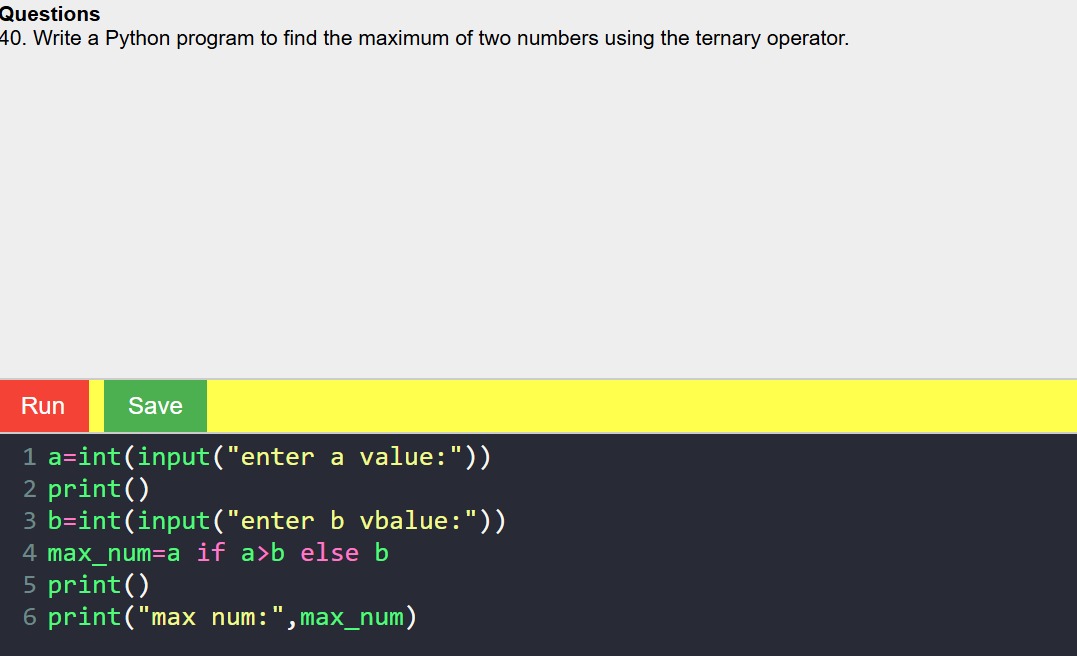 Questions
40. Write a Python program to find the maximum of two numbers using the ternary operator.
Run Save
1 a=int(input("enter a value:"))
2 print()
3 b=int(input("enter b vbalue:"))
4 max_num=a if a>b else b
5 print()
6 print("max num:",max_num)